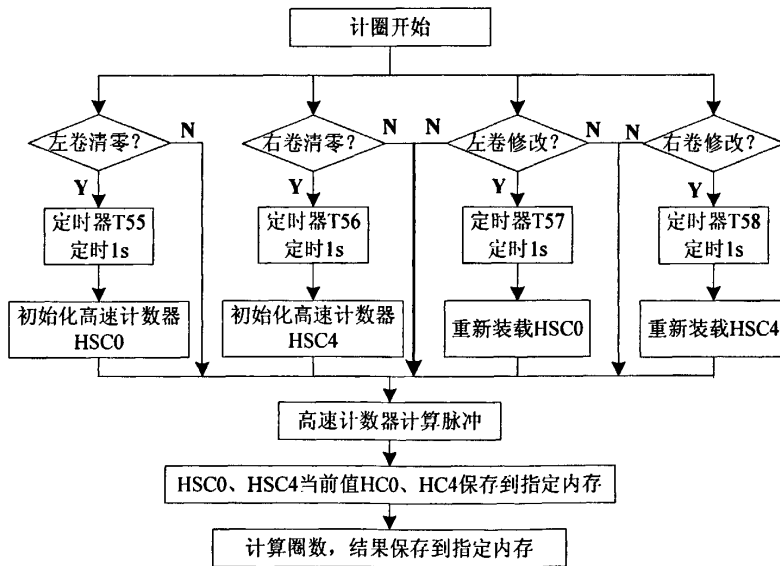 计圈开始
左卷清零? N 右卷清零? N N 左卷修改? N N 右卷修改?
Y Y Y Y
定时器T55 定时器T56 定时器T57 定时器T58
定时1s 定时1s 定时1s 定时1s
初始化高速计数器 初始化高速计数器 重新装载HSC0 重新装载HSC4
HSC0 HSC4
高速计数器计算脉冲
HSC0、HSC4当前值HC0、HC4保存到指定内存
计算圈数，结果保存到指定内存